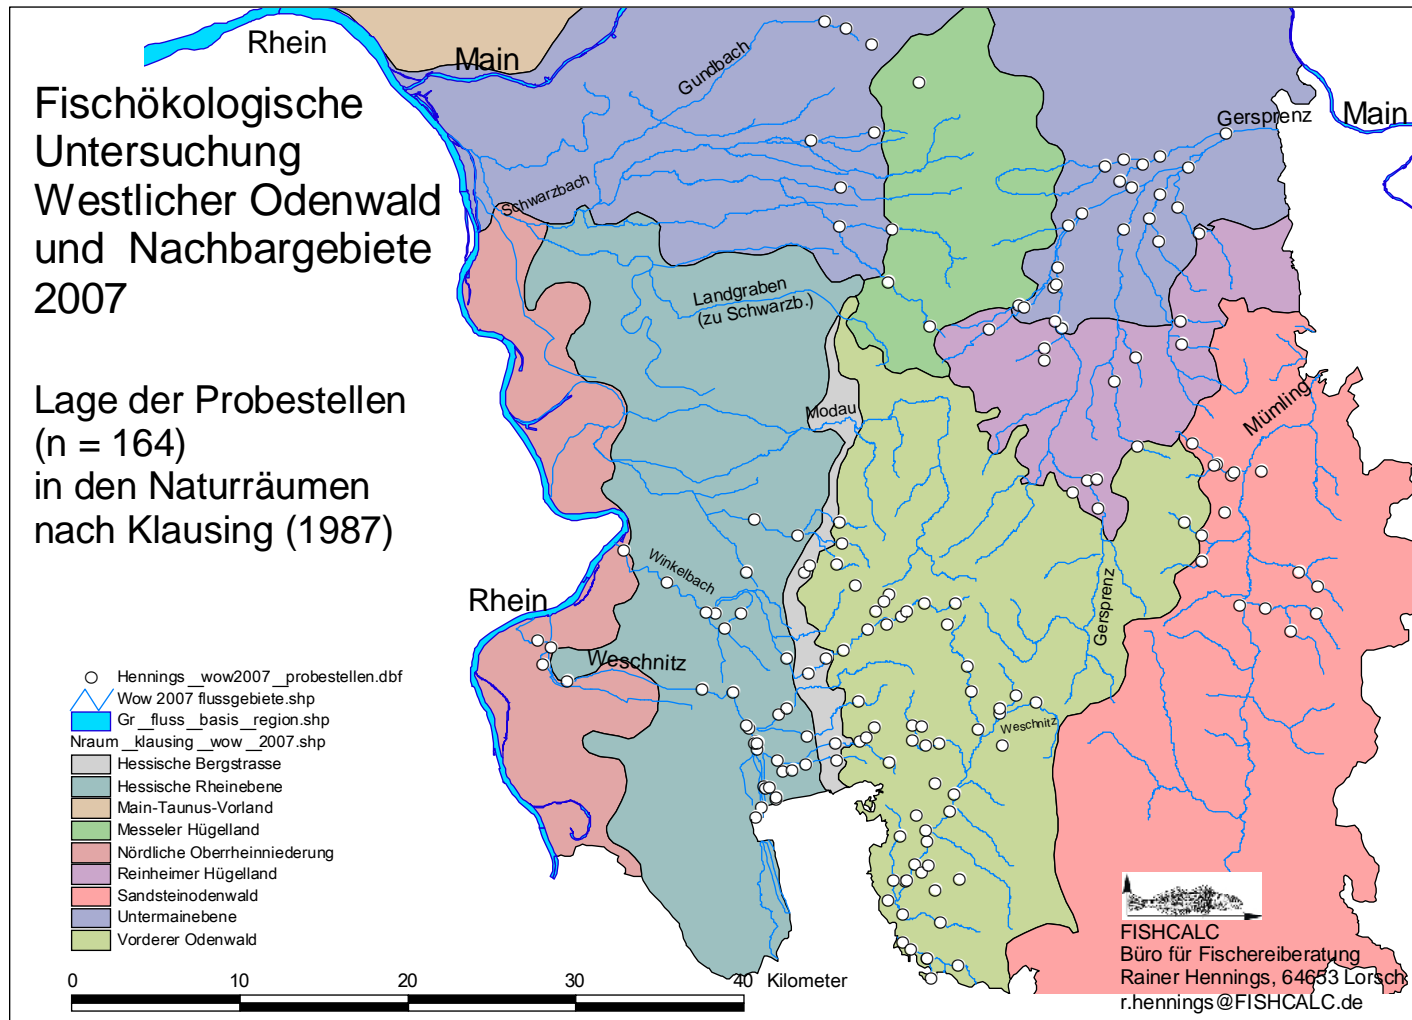 Fischökologische
Untersuchung
Westlicher Odenwald
und Nachbargebiete
2007
Lage der Probestellen
(n = 164)
in den Naturräumen
nach Klausing (1987)
Rhein
Main
Gundbach
Gersprenz
Main
Schwarzbach
Landgraben
(zu Schwarzb.)
Modau
Mümling
Winkelbach
Rhein
Gersprenz
Weschnitz
Weschnitz
Hennings__wow2007__probestellen.dbf
Wow 2007 flussgebiete.shp
Gr__fluss__basis__region.shp
Nraum__klausing__wow__2007.shp
Hessische Bergstrasse
Hessische Rheinebene
Main-Taunus-Vorland
Messeler Hügelland
Nördliche Oberrheinniederung
Reinheimer Hügelland
Sandsteinodenwald
Untermainebene
Vorderer Odenwald
0 10 20 30 40 Kilometer
FISHCALC
Büro für Fischereiberatung
Rainer Hennings, 64653 Lorsch
r.hennings@FISHCALC.de